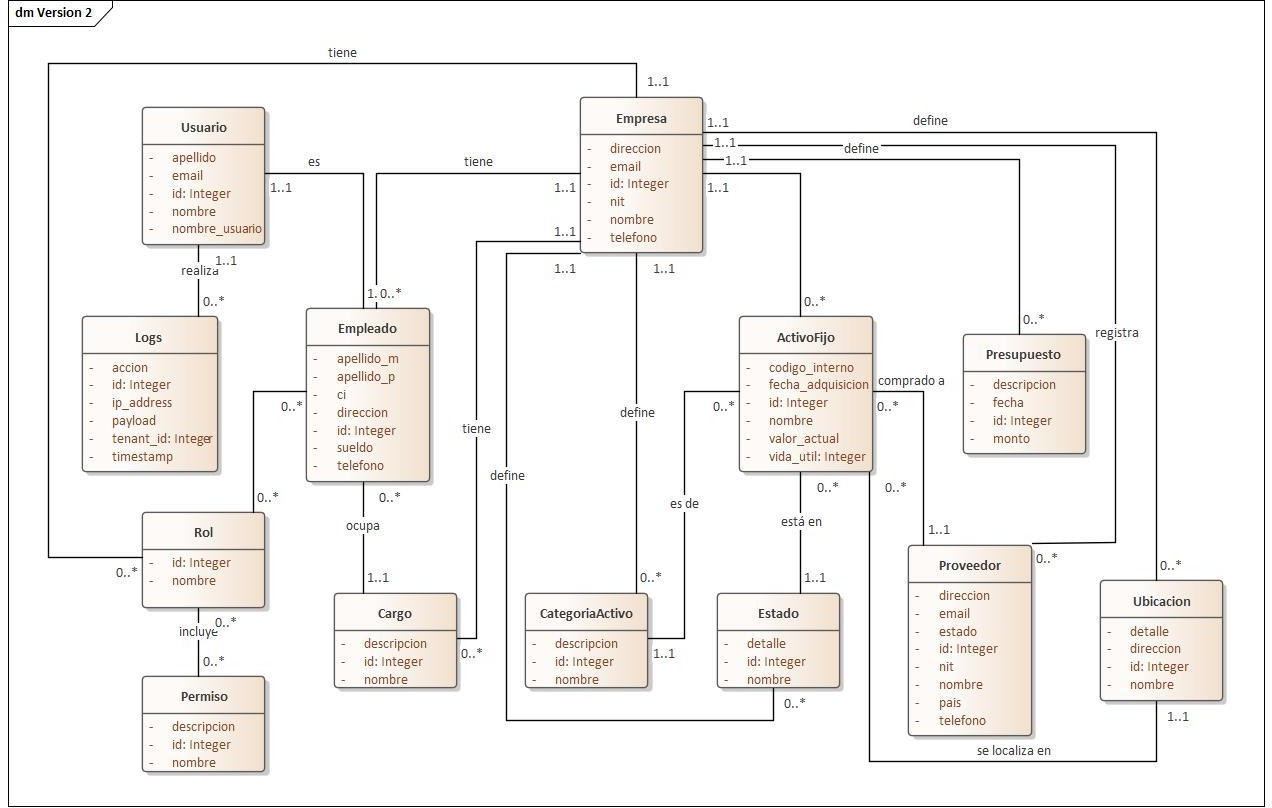 dm Version 2
tiene
1..1
Usuario
- apellido
- email
- id: Integer
- nombre
- nombre_usuario
es
1..1
1..1
realiza
0..*
Logs
- accion
- id: Integer
- ip_address
- payload
- tenant_id: Integer
- timestamp
Empresa
- direccion
- email
- id: Integer
- nit
- nombre
- telefono
tiene
1..1
1..1
1..1
1..1
1..1
define
1..1
define
1..1
1..1
1..
0..*
Empleado
- apellido_m
- apellido_p
- ci
- direccion
- id: Integer
- sueldo
- telefono
0..*
0..*
0..*
ocupa
1..1
0..*
ActivoFijo
- codigo_interno
- fecha_adquisicion
- id: Integer
- nombre
- valor_actual
- vida_util: Integer
comprado a
0..*
0..*
0..*
0..*
0..*
Presupuesto
- descripcion
- fecha
- id: Integer
- monto
registra
tiene
define
define
es de
está en
1..1
1..1
Rol
- id: Integer
- nombre
0..*
0..*
incluye
0..*
Permiso
- descripcion
- id: Integer
- nombre
Cargo
- descripcion
- id: Integer
- nombre
0..*
0..*
CategoriaActivo
- descripcion
- id: Integer
- nombre
1..1
Estado
- detalle
- id: Integer
- nombre
0..*
Proveedor
- direccion
- email
- estado
- id: Integer
- nit
- nombre
- pais
- telefono
0..*
0..*
Ubicacion
- detalle
- direccion
- id: Integer
- nombre
1..1
se localiza en